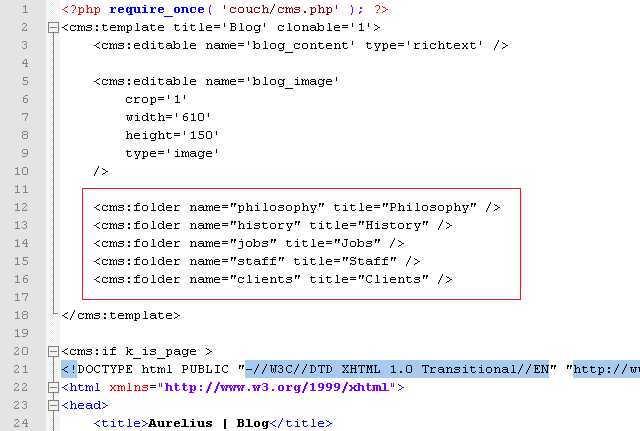 1 <?php require_once( 'couch/cms.php' ); ?>
2 <cms:template title='Blog' clonable='1'>
3 <cms:editable name='blog_content' type='richtext' />
4
5 <cms:editable name='blog_image'
6 crop='1'
7 width='610'
8 height='150'
9 type='image'
10 />
11
12 <cms:folder name="philosophy" title="Philosophy" />
13 <cms:folder name="history" title="History" />
14 <cms:folder name="jobs" title="Jobs" />
15 <cms:folder name="staff" title="Staff" />
16 <cms:folder name="clients" title="Clients" />
17
18 </cms:template>
19
20 <cms:if k_is_page >
21 <!DOCTYPE html PUBLIC "-//W3C//DTD XHTML 1.0 Transitional//EN" "http://w
22 <html xmlns="http://www.w3.org/1999/xhtml">
23 <head>
24 <title>Aurelius | Blog</title>